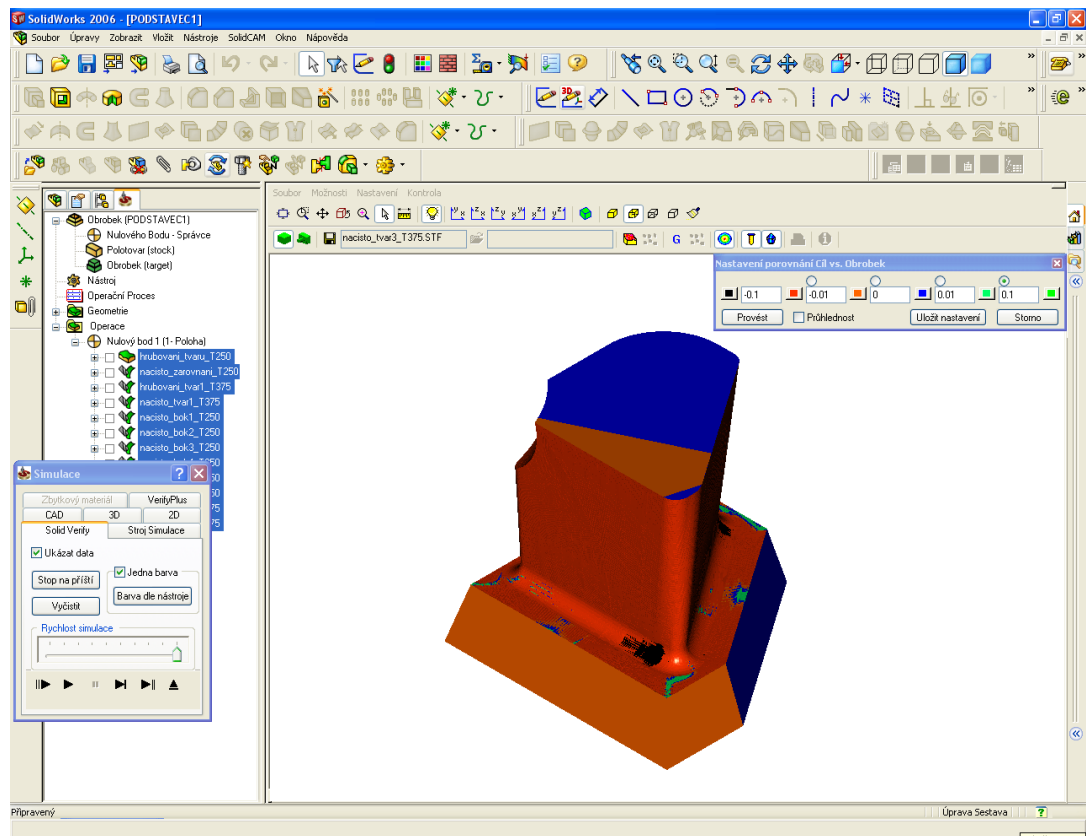 SolidWorks 2006 - [PODSTAVEC1]
Soubor Úpravy Zobrazit Vložit Nástroje SolidCAM Okno Nápověda
Obrobek (PODSTAVEC1)
Nulového Bodu - Správce
Polotovar (stock)
Obrobek (target)
Nástroj
Operační Proces
Geometrie
Operace
Nulový bod 1 (1- Poloha)
hrubovani_tvaru_T250
nacisto_zarovnani_T250
hrubovani_tvar1_T375
nacisto_tvar1_T375
nacisto_bok1_T250
nacisto_bok2_T250
nacisto_bok3_T250
50
50
75
75
Simulace
Zbytkový materiál VerifyPlus
CAD 3D 2D
Solid Verify Stroj Simulace
Ukázat data
Stop na příští
Jedna barva
Vyčistit
Barva dle nástroje
Rychlost simulace
Soubor Možnosti Nastavení Kontrola
nacisto_tvar3_T375.STF
G
Nastavení porovnání Cíl vs. Obrobek
-0.1 -0.01 0 0.01 0.1
Provést Průhlednost Uložit nastavení Storno
Připravený
Úprava Sestava